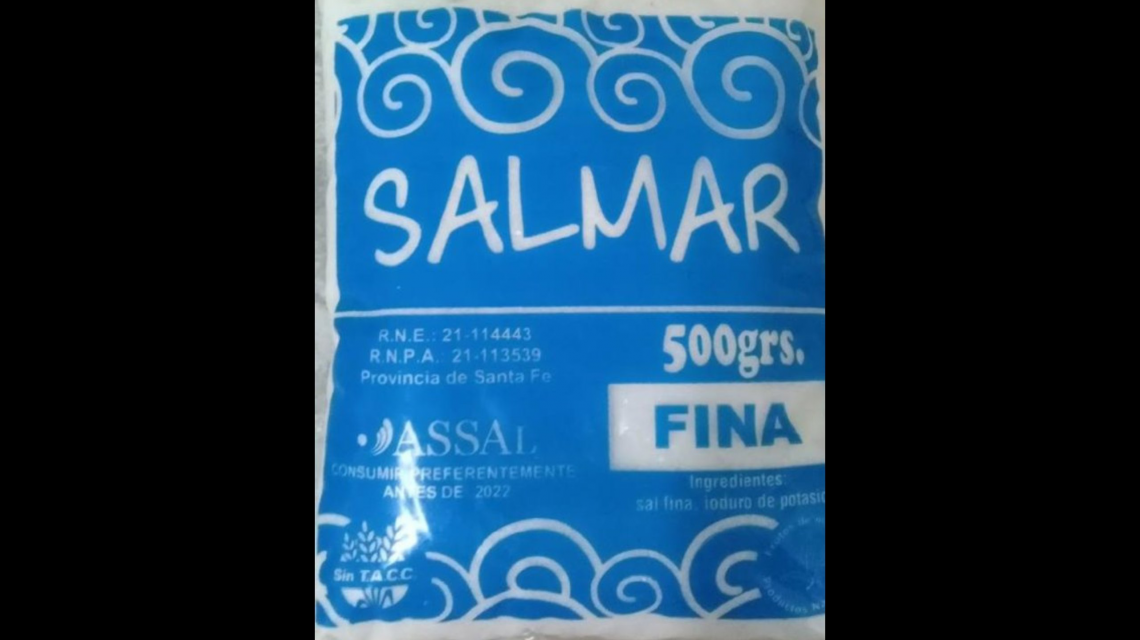 SALMAR
R.N.E.: 21-114443
R.N.P.A.: 21-113539
Provincia de Santa Fe
500grs.
FINA
ASSAL
CONSUMIR PREFERENTEMENTE
ANTES DE 2022
Ingredientes:
sal fina, ioduro de potasio
Sin T.A.C.C.